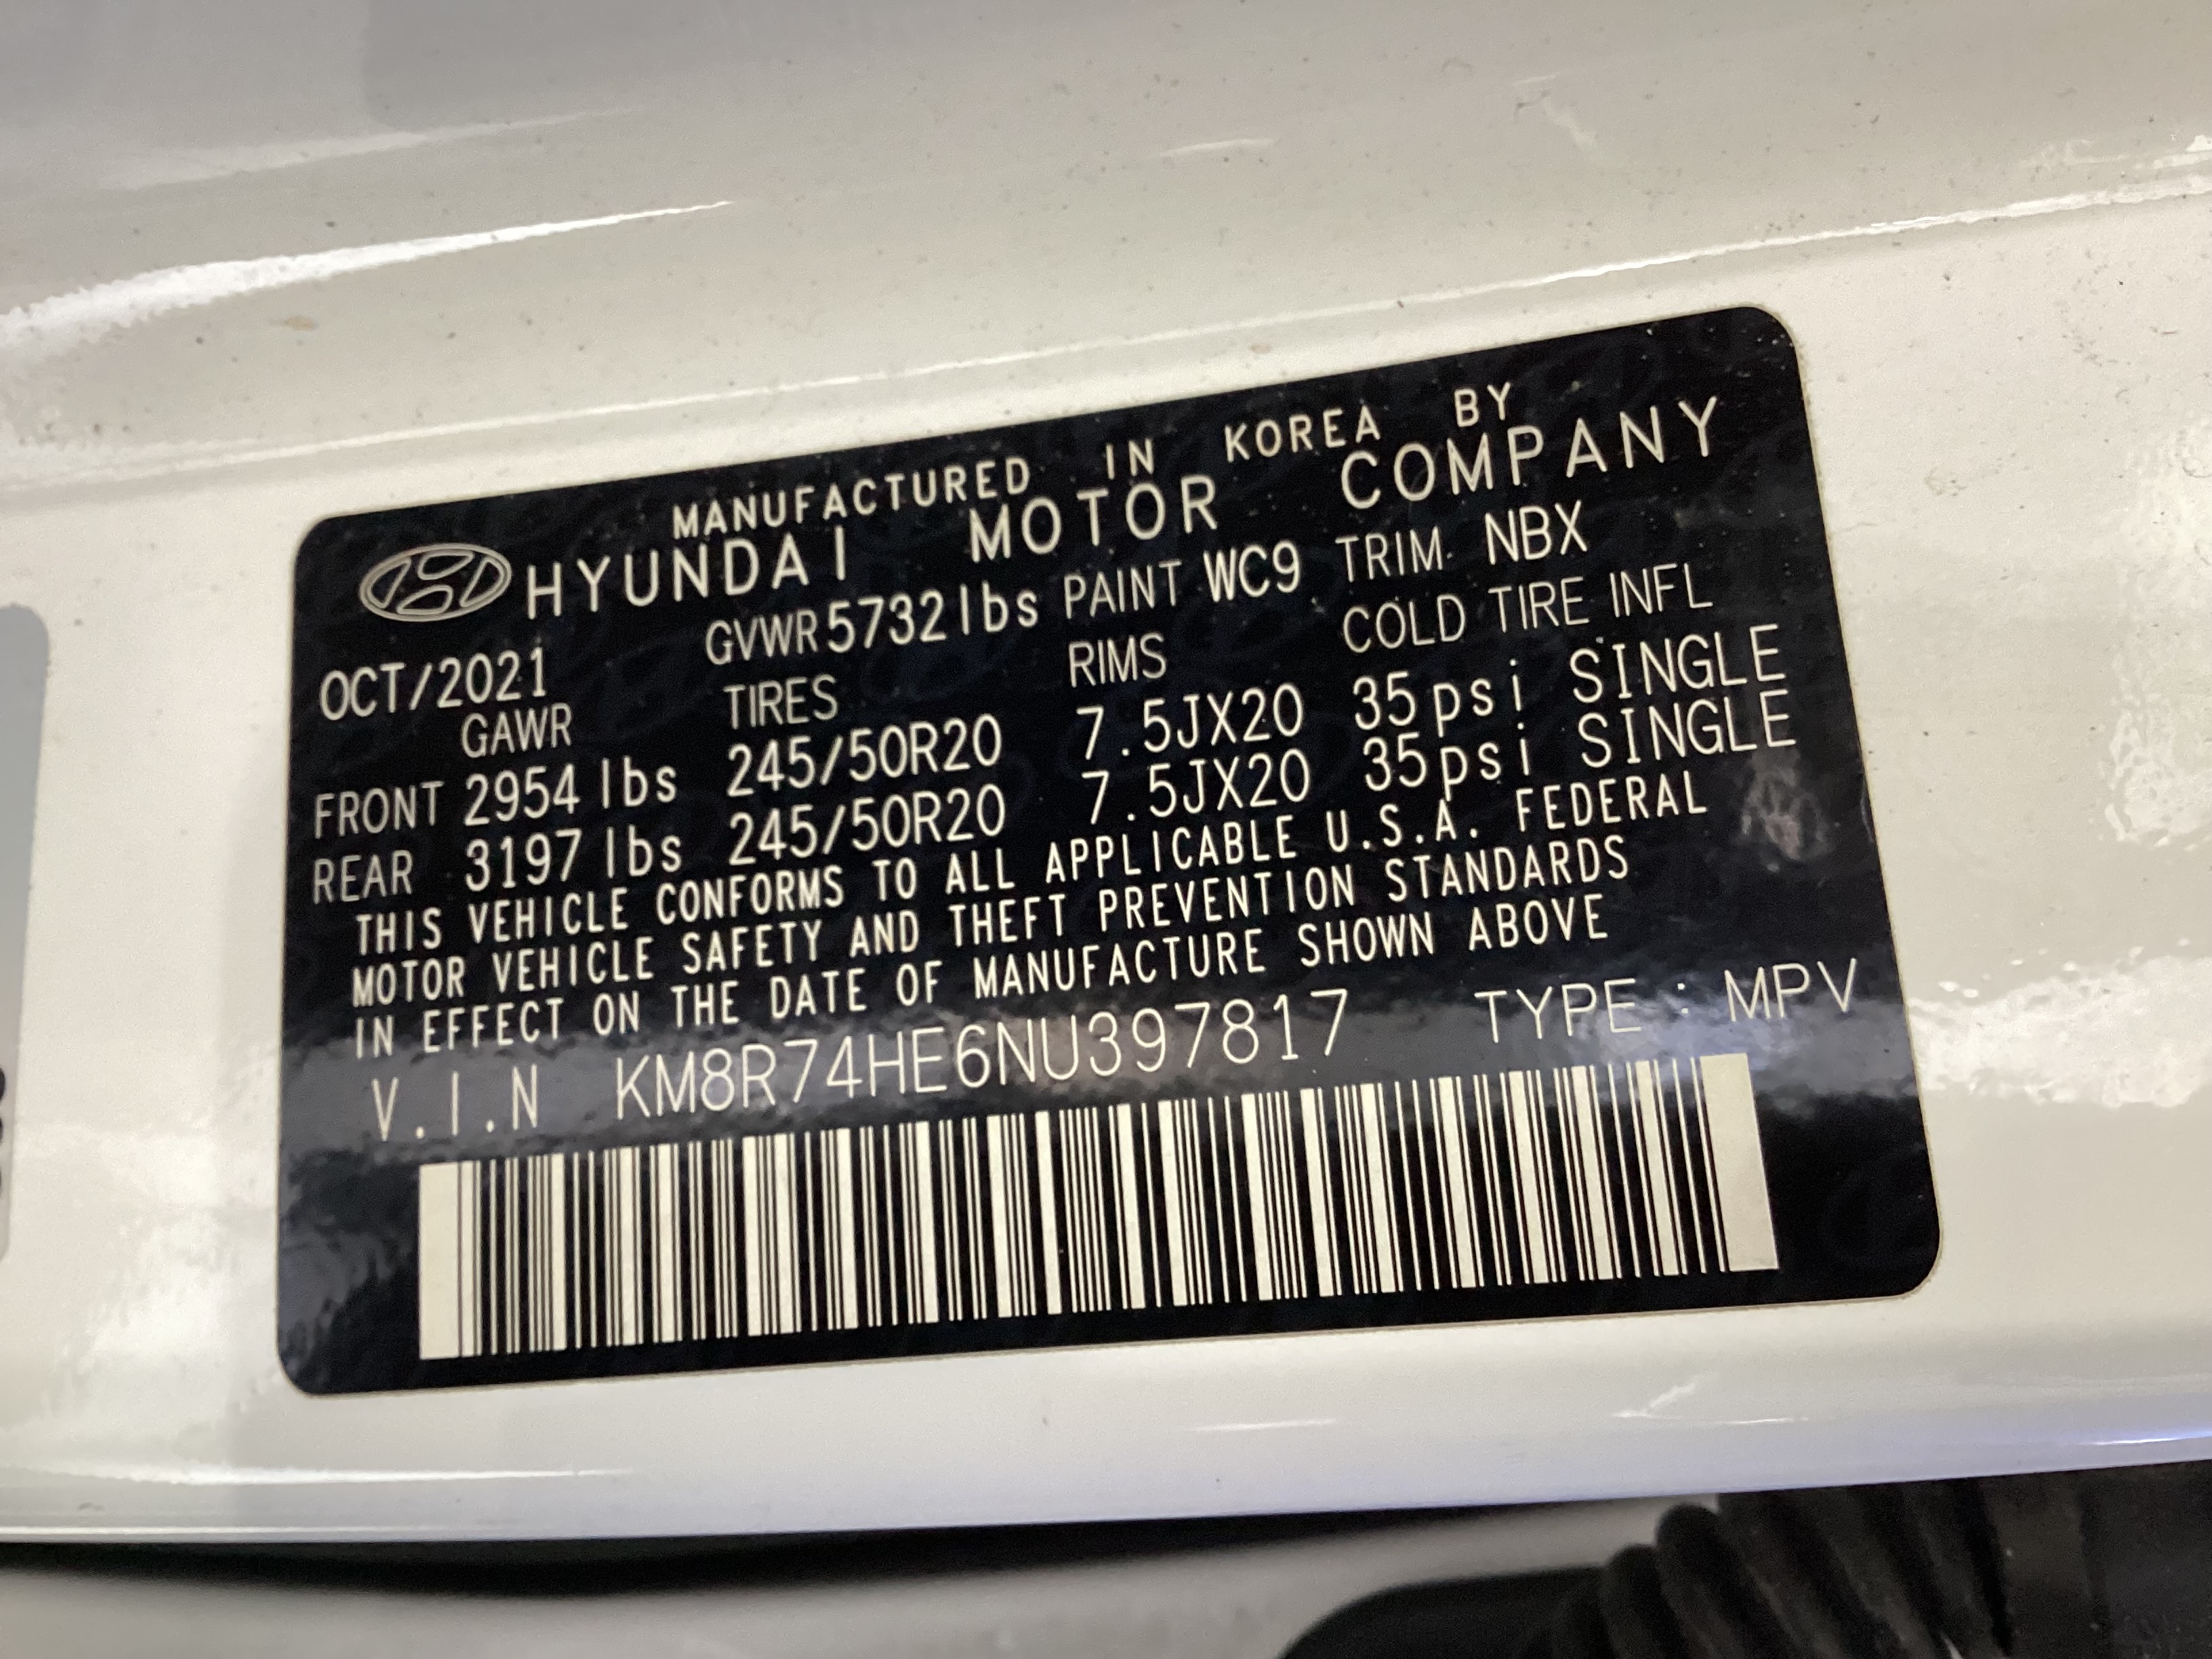 MANUFACTURED IN KOREA BY
HYUNDAI MOTOR COMPANY
OCT/2021 GVWR 5732lbs PAINT WC9 TRIM NBX
GAWR TIRES RIMS COLD TIRE INFL
FRONT 2954 lbs 245/50R20 7.5JX20 35psi SINGLE
REAR 3197 lbs 245/50R20 7.5JX20 35psi SINGLE
THIS VEHICLE CONFORMS TO ALL APPLICABLE U.S.A. FEDERAL
MOTOR VEHICLE SAFETY AND THEFT PREVENTION STANDARDS
IN EFFECT ON THE DATE OF MANUFACTURE SHOWN ABOVE
V.I.N KM8R74HE6NU397817 TYPE : MPV